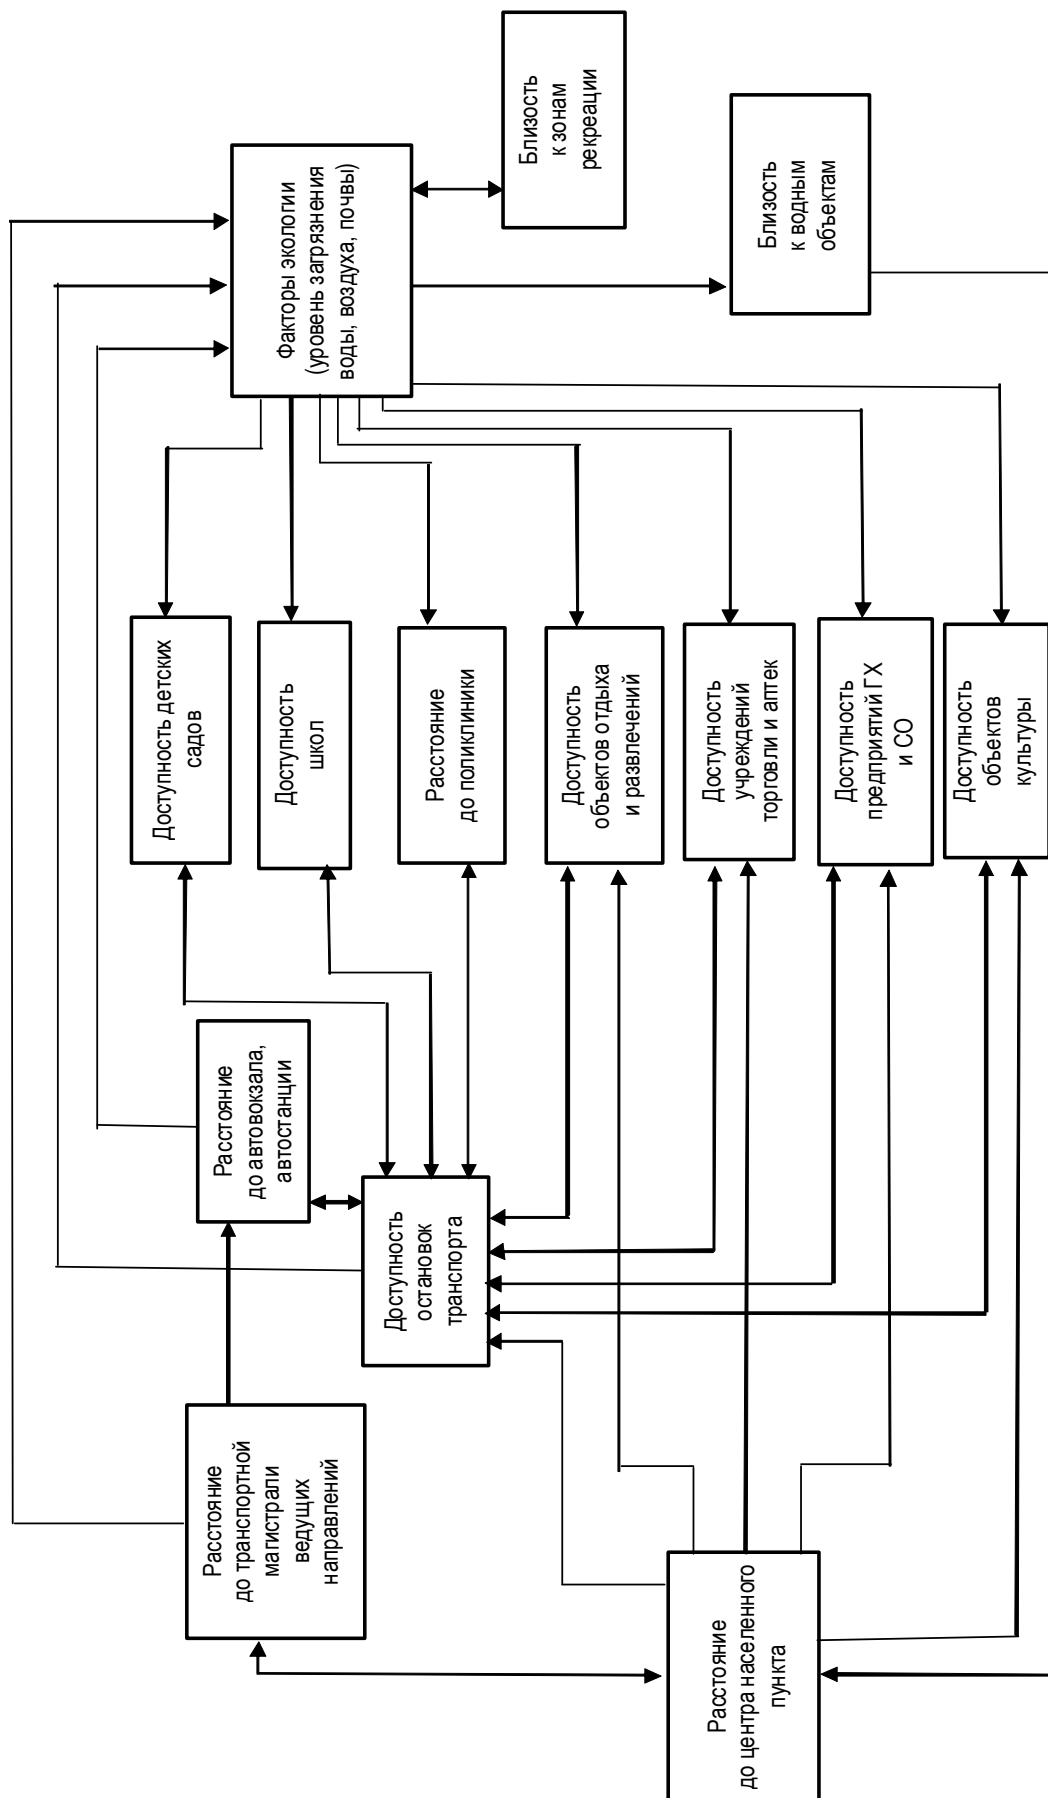 Расстояние
до транспортной
магистрали
ведущих
направлений
Расстояние
до центра населенного
пункта
Расстояние
до автовокзала,
автостанции
Доступность
остановок
транспорта
Доступность детских
садов
Доступность
школ
Расстояние
до поликлиники
Доступность
объектов отдыха
и развлечений
Доступность
учреждений
торговли и аптек
Доступность
предприятий ГХ
и СО
Доступность
объектов
культуры
Факторы экологии
(уровень загрязнения
воды, воздуха, почвы)
Близость
к зонам
рекреации
Близость
к водным
объектам